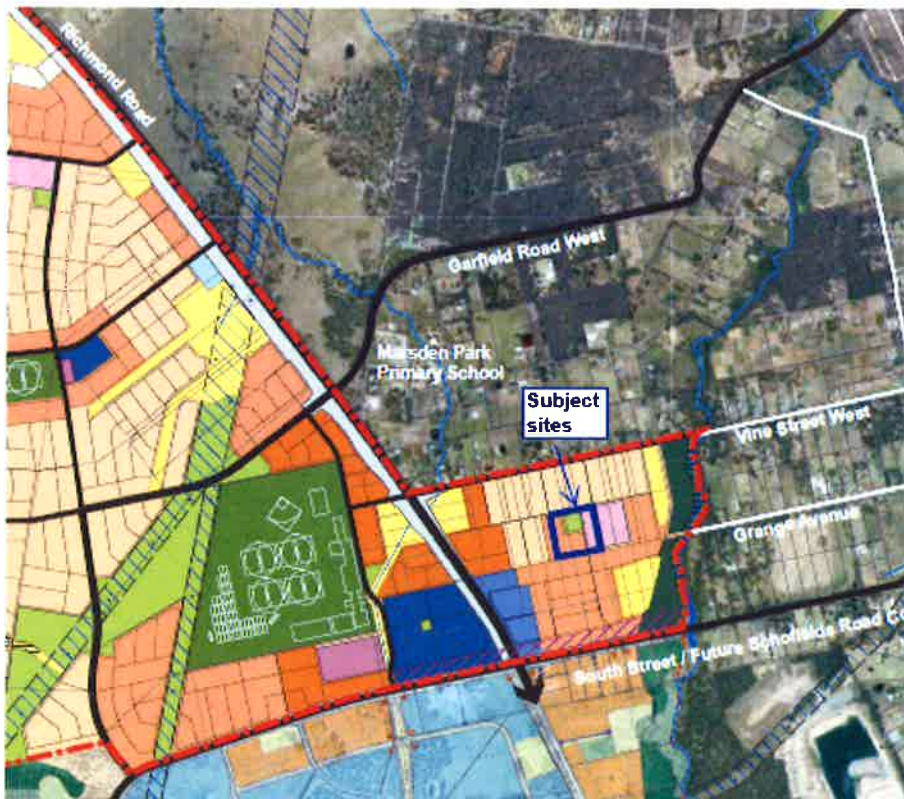 Richmond Road
Garfield Road West
Marsden Park
Primary School
Subject
sites
Vine Street West
Grange Avenue
South Street / Future Schofields Road Co